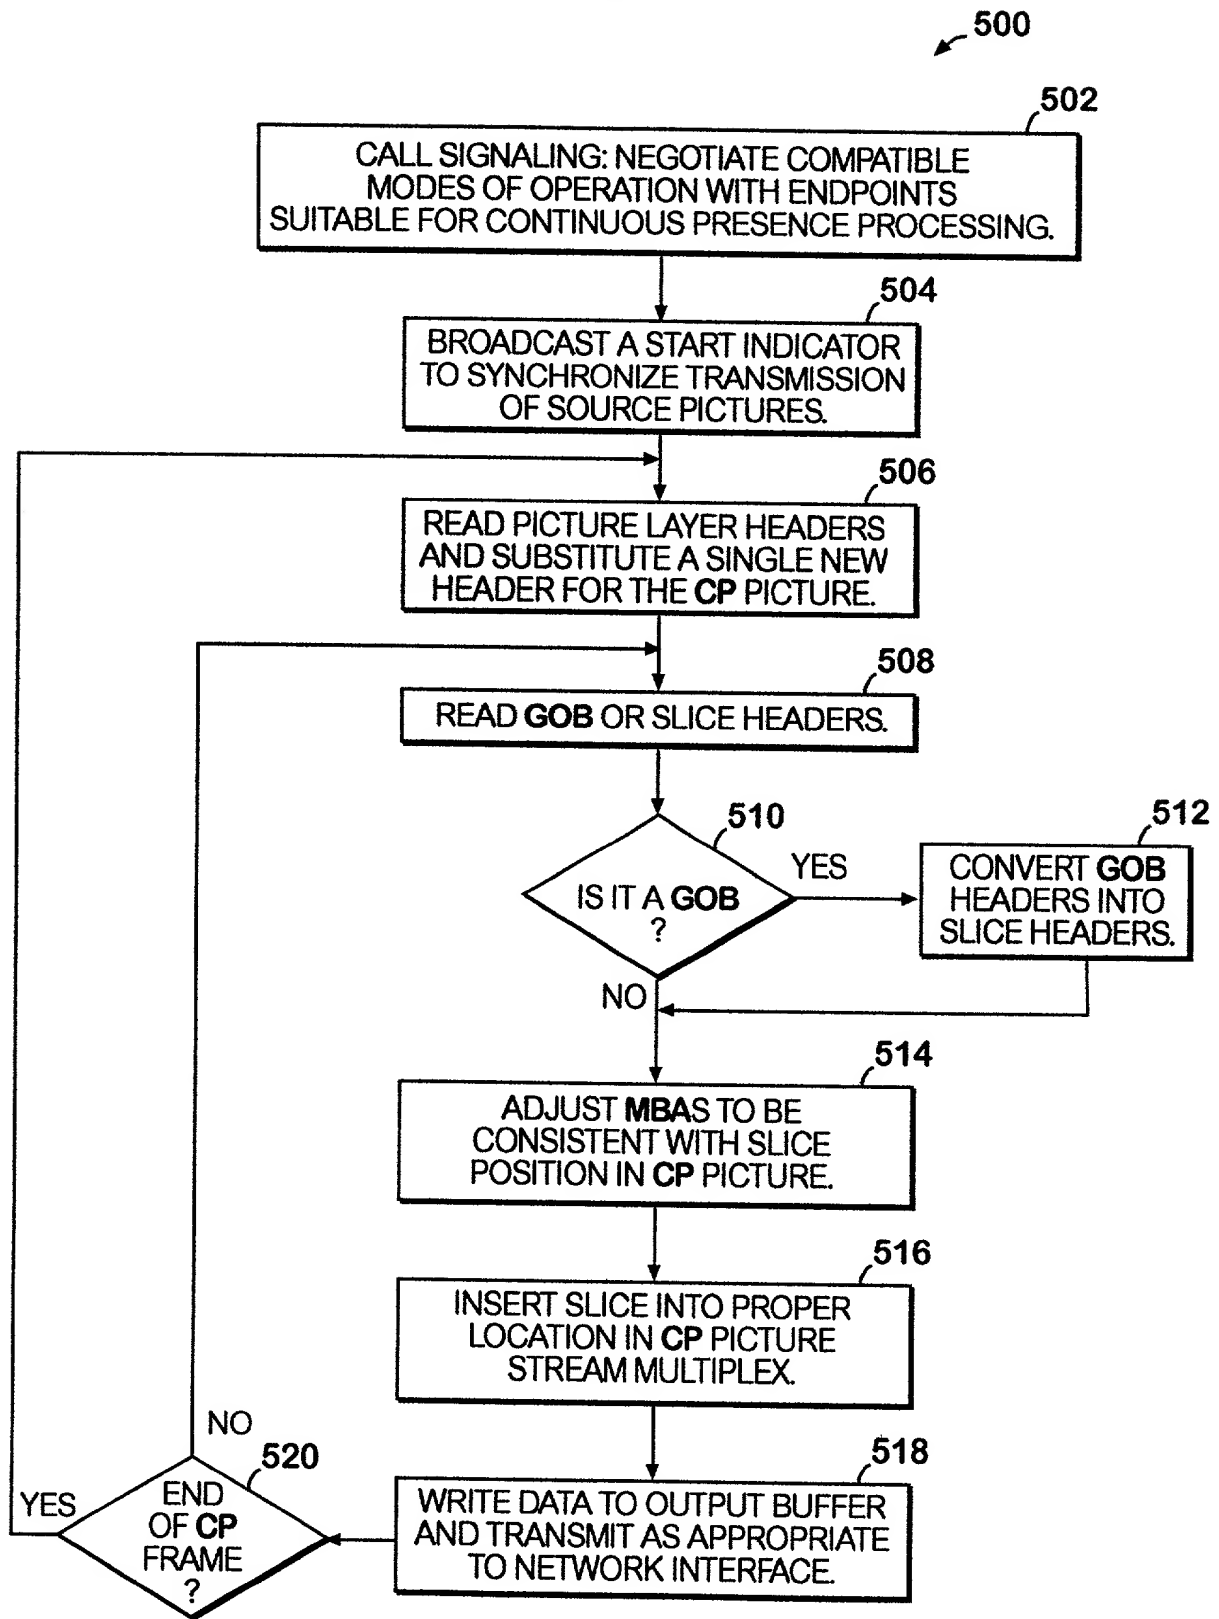 500
502
CALL SIGNALING: NEGOTIATE COMPATIBLE
MODES OF OPERATION WITH ENDPOINTS
SUITABLE FOR CONTINUOUS PRESENCE PROCESSING.
504
BROADCAST A START INDICATOR
TO SYNCHRONIZE TRANSMISSION
OF SOURCE PICTURES.
506
READ PICTURE LAYER HEADERS
AND SUBSTITUTE A SINGLE NEW
HEADER FOR THE CP PICTURE.
508
READ GOB OR SLICE HEADERS.
510
IS IT A GOB
?
YES
512
CONVERT GOB
HEADERS INTO
SLICE HEADERS.
NO
514
ADJUST MBAS TO BE
CONSISTENT WITH SLICE
POSITION IN CP PICTURE.
516
INSERT SLICE INTO PROPER
LOCATION IN CP PICTURE
STREAM MULTIPLEX.
518
WRITE DATA TO OUTPUT BUFFER
AND TRANSMIT AS APPROPRIATE
TO NETWORK INTERFACE.
520
END
OF CP
FRAME
?
NO
YES